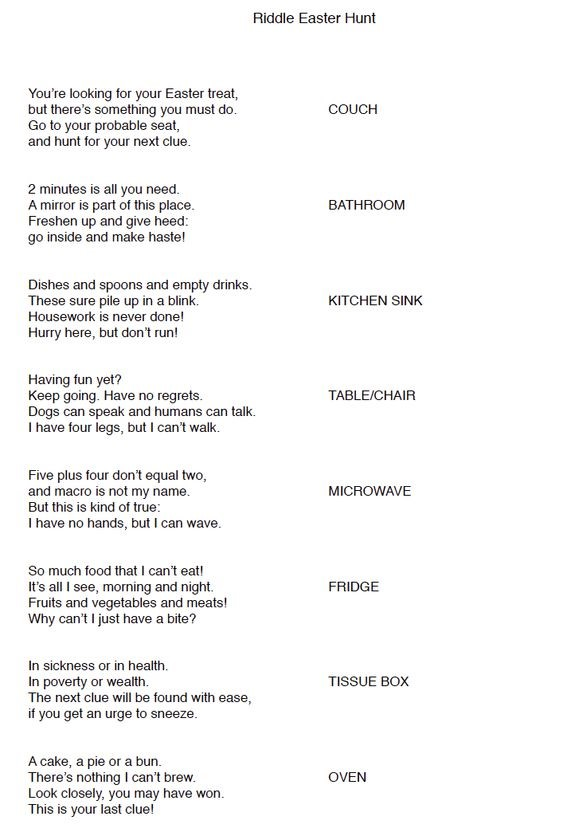 Riddle Easter Hunt
You're looking for your Easter treat,
but there's something you must do.
COUCH
Go to your probable seat,
and hunt for your next clue.
2 minutes is all you need.
A mirror is part of this place.
BATHROOM
Freshen up and give heed:
go inside and make haste!
Dishes and spoons and empty drinks.
These sure pile up in a blink.
KITCHEN SINK
Housework is never done!
Hurry here, but don't run!
Having fun yet?
Keep going. Have no regrets.
TABLE/CHAIR
Dogs can speak and humans can talk.
I have four legs, but I can't walk.
Five plus four don't equal two,
and macro is not my name.
MICROWAVE
But this is kind of true:
I have no hands, but I can wave.
So much food that I can't eat!
It's all I see, morning and night.
FRIDGE
Fruits and vegetables and meats!
Why can't I just have a bite?
In sickness or in health.
In poverty or wealth.
TISSUE BOX
The next clue will be found with ease,
if you get an urge to sneeze.
A cake, a pie or a bun.
There's nothing I can't brew.
OVEN
Look closely, you may have won.
This is your last clue!